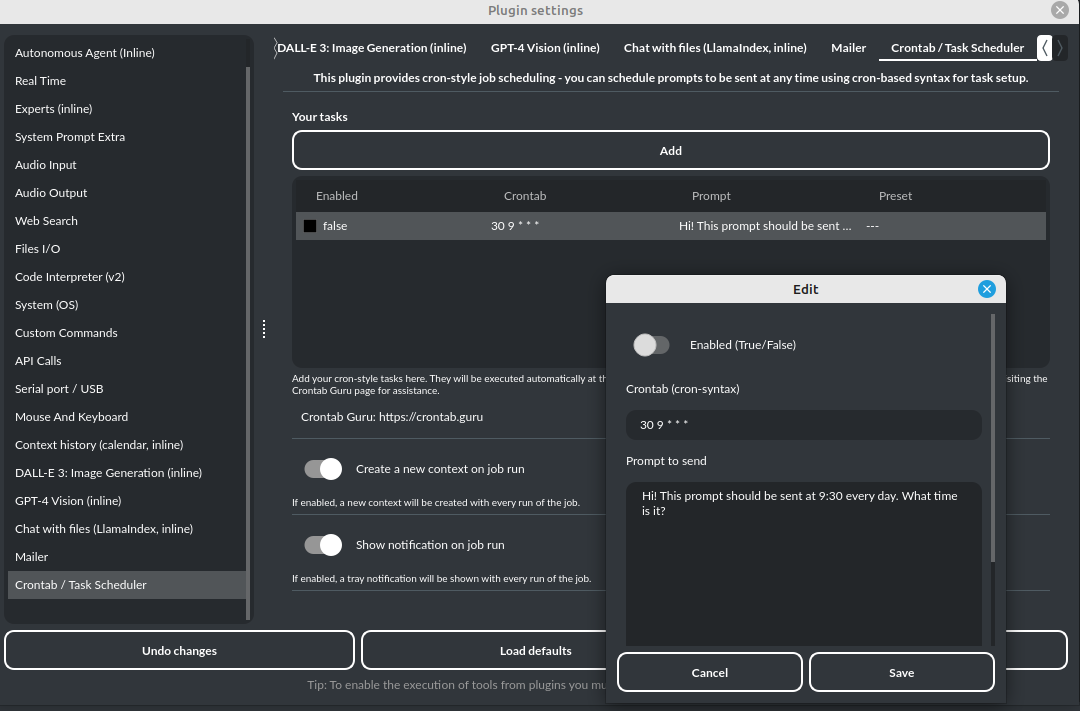 Plugin settings
Autonomous Agent (Inline)
Real Time
Experts (inline)
System Prompt Extra
Audio Input
Audio Output
Web Search
Files I/O
Code Interpreter (v2)
System (OS)
Custom Commands
API Calls
Serial port / USB
Mouse And Keyboard
Context history (calendar, inline)
DALL-E 3: Image Generation (inline)
GPT-4 Vision (inline)
Chat with files (LlamaIndex, inline)
Mailer
Crontab / Task Scheduler
DALL-E 3: Image Generation (inline) GPT-4 Vision (inline) Chat with files (LlamaIndex, inline) Mailer Crontab / Task Scheduler
This plugin provides cron-style job scheduling - you can schedule prompts to be sent at any time using cron-based syntax for task setup.
Your tasks
Add
Enabled Crontab Prompt Preset
false 30 9 * * * Hi! This prompt should be sent ... ---
Add your cron-style tasks here. They will be executed automatically at
siting the
Crontab Guru page for assistance.
Crontab Guru: https://crontab.guru
Create a new context on job run
If enabled, a new context will be created with every run of the job.
Show notification on job run
If enabled, a tray notification will be shown with every run of the job.
Edit
Enabled (True/False)
Crontab (cron-syntax)
30 9 * * *
Prompt to send
Hi! This prompt should be sent at 9:30 every day. What time
is it?
Cancel Save
Undo changes Load defaults
Tip: To enable the execution of tools from plugins you